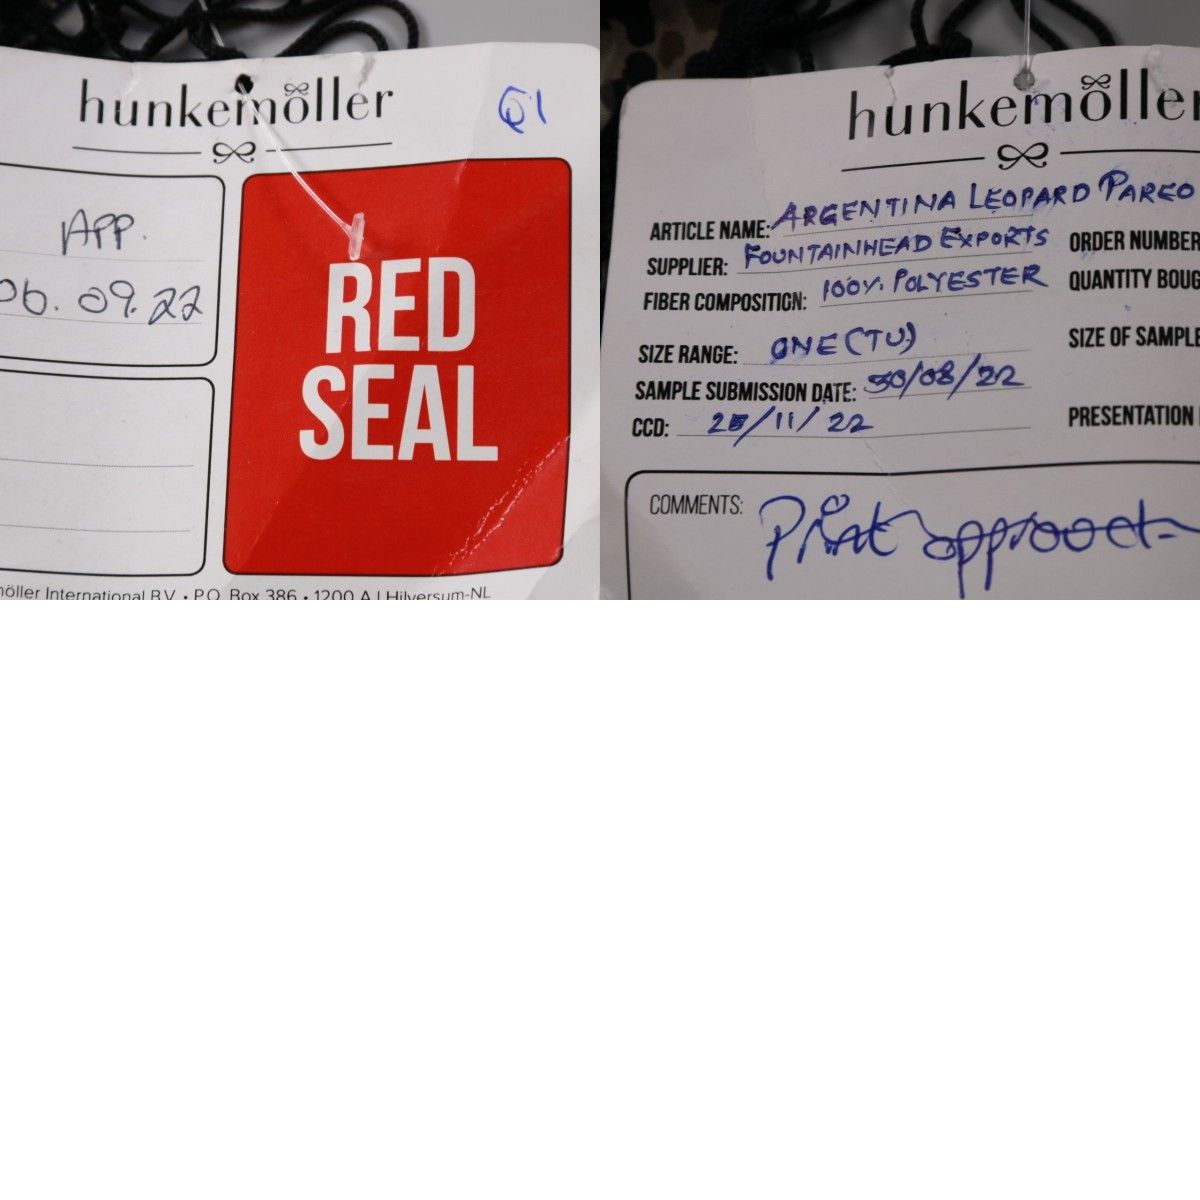 hunkemöller
Q1
APP.
06.09.22
RED
SEAL
möller International B.V. • P.O. Box 386 • 1200 AJ Hilversum-NL
hunkemöller
ARTICLE NAME: ARGENTINA LEOPARD PAREO
SUPPLIER: FOUNTAINHEAD EXPORTS
ORDER NUMBER
FIBER COMPOSITION: 100% POLYESTER
QUANTITY BOUG
SIZE RANGE: ONE (TU)
SIZE OF SAMPLE
SAMPLE SUBMISSION DATE: 30/08/22
CCD: /11/22
PRESENTATION
COMMENTS: Print approved